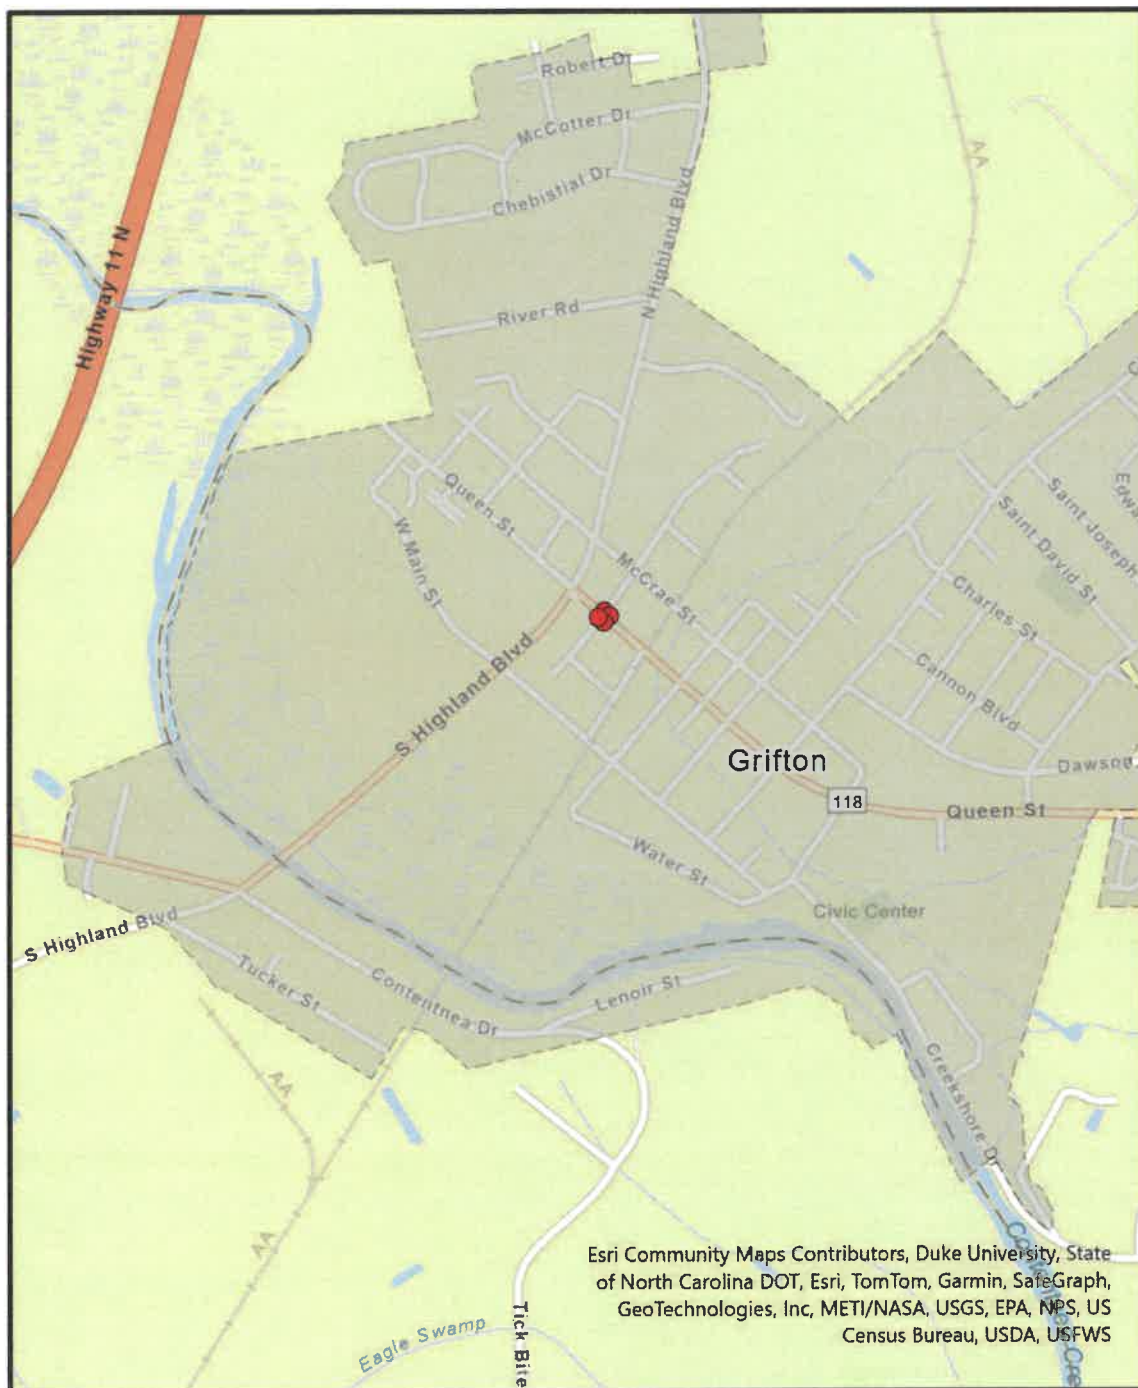 Robert Dr
McCotter Dr
Chebistial Dr
AA
Highway 11 N
N Highland Blvd
River Rd
Queen St
W Main St
McCrae St
Saint Joseph
Saint David St
Charles St
Cannon Blvd
S Highland Blvd
Grifton
Dawson
118
Queen St
Water St
Civic Center
S Highland Blvd
Tucker St
Contentnea Dr
Lenoir St
Creekshore Dr
AA
AA
Esri Community Maps Contributors, Duke University, State
of North Carolina DOT, Esri, TomTom, Garmin, SafeGraph,
GeoTechnologies, Inc, METI/NASA, USGS, EPA, NPS, US
Census Bureau, USDA, USFWS
Eagle Swamp
Tick Bite